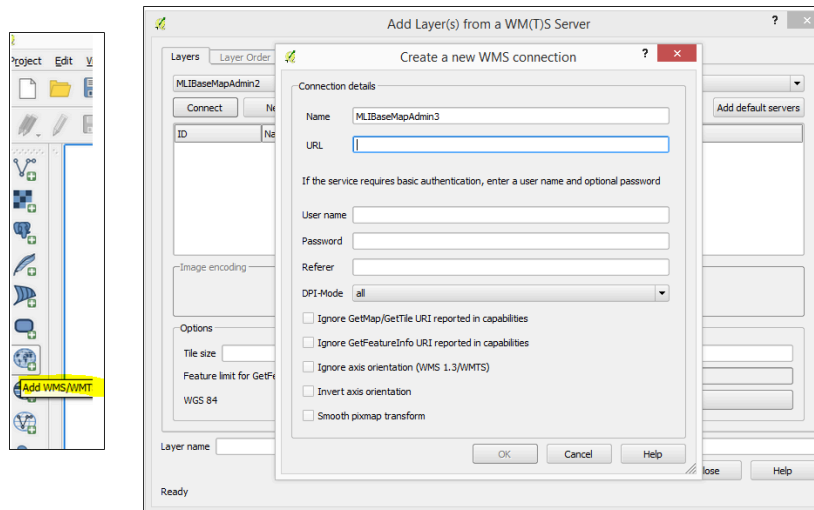 Project Edit
Add WMS/WMT
Add Layer(s) from a WM(T)S Server
?
Layers Layer Order
MLIBaseMapAdmin2
Connect
Add default servers
ID
Image encoding
Options
Tile size
Feature limit for
WGS 84
Layer name
Help
Ready
Create a new WMS connection
?
Connection details
Name MLIBaseMapAdmin3
URL
If the service requires basic authentication, enter a user name and optional password
User name
Password
Referer
DPI-Mode all
Ignore GetMap/GetTile URI reported in capabilities
Ignore GetFeatureInfo URI reported in capabilities
Ignore axis orientation (WMS 1.3/WMTS)
Invert axis orientation
Smooth pixmap transform
OK Cancel Help